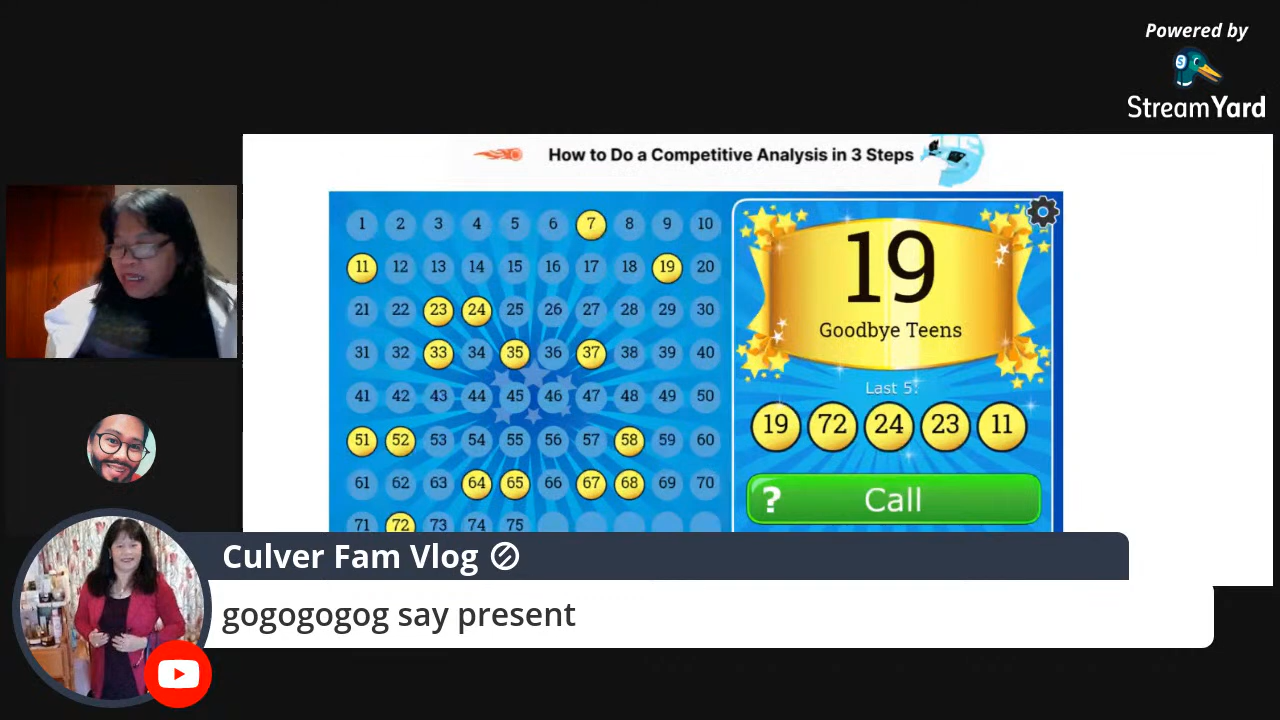 Powered by
StreamYard
How to Do a Competitive Analysis in 3 Steps
1 2 3 4 5 6 7 8 9 10
11 12 13 14 15 16 17 18 19 20
21 22 23 24 25 26 27 28 29 30
31 32 33 34 35 36 37 38 39 40
41 42 43 44 45 46 47 48 49 50
51 52 53 54 55 56 57 58 59 60
61 62 63 64 65 66 67 68 69 70
71 72 73 74 75
19
Goodbye Teens
Last 5:
19 72 24 23 11
? Call
Culver Fam Vlog
gogogogog say present